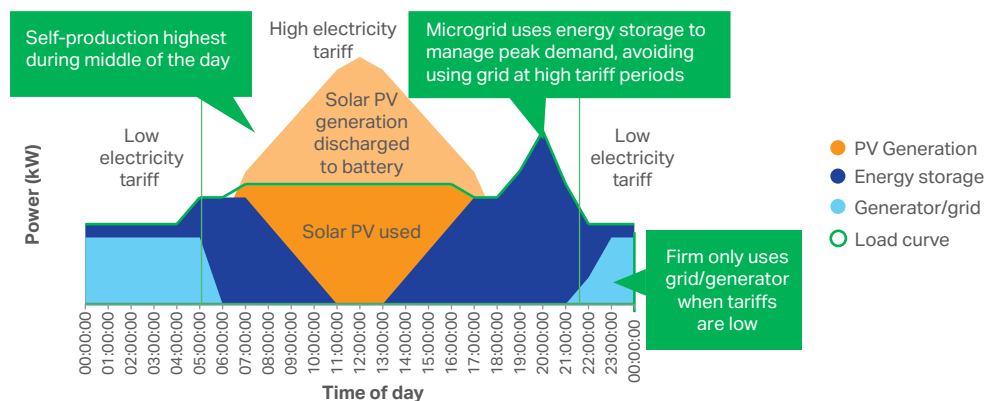 Self-production highest
during middle of the day
High electricity
tariff
Microgrid uses energy storage to
manage peak demand, avoiding
using grid at high tariff periods
Low
electricity
tariff
Solar PV
generation
discharged
to battery
Low
electricity
tariff
Solar PV used
PV Generation
Energy storage
Generator/grid
Load curve
Firm only uses
grid/generator
when tariffs
are low
Power (kW)
00:00:00
01:00:00
02:00:00
03:00:00
04:00:00
05:00:00
06:00:00
07:00:00
08:00:00
09:00:00
10:00:00
11:00:00
12:00:00
13:00:00
14:00:00
15:00:00
16:00:00
17:00:00
18:00:00
19:00:00
20:00:00
21:00:00
22:00:00
23:00:00
00:00:00
Time of day